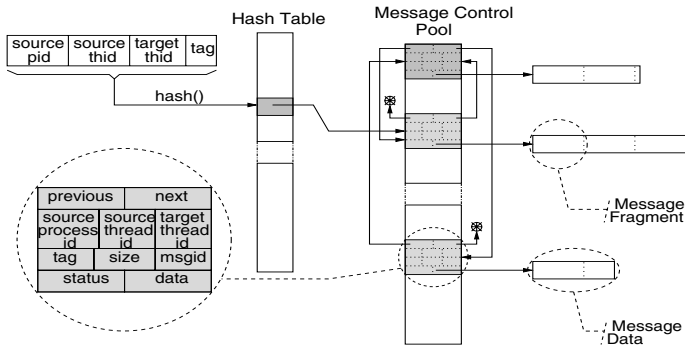 Hash Table
Message Control
Pool
source pid
source thid
target thid
tag
hash()
previous
next
source process id
source thread id
target thread id
tag
size
msgid
status
data
Message
Fragment
Message
Data